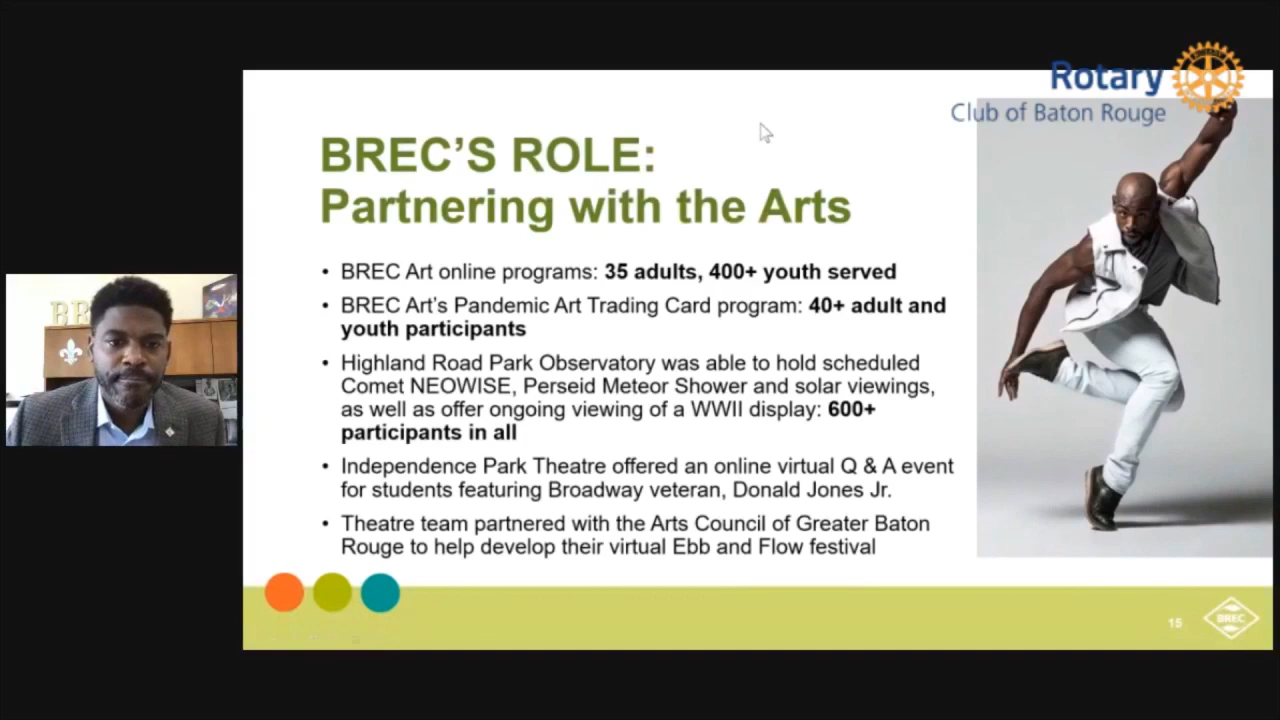 Rotary
Club of Baton Rouge
BREC'S ROLE:
Partnering with the Arts
• BREC Art online programs: 35 adults, 400+ youth served
• BREC Art's Pandemic Art Trading Card program: 40+ adult and
youth participants
• Highland Road Park Observatory was able to hold scheduled
Comet NEOWISE, Perseid Meteor Shower and solar viewings,
as well as offer ongoing viewing of a WWII display: 600+
participants in all
• Independence Park Theatre offered an online virtual Q & A event
for students featuring Broadway veteran, Donald Jones Jr.
• Theatre team partnered with the Arts Council of Greater Baton
Rouge to help develop their virtual Ebb and Flow festival
15
BREC